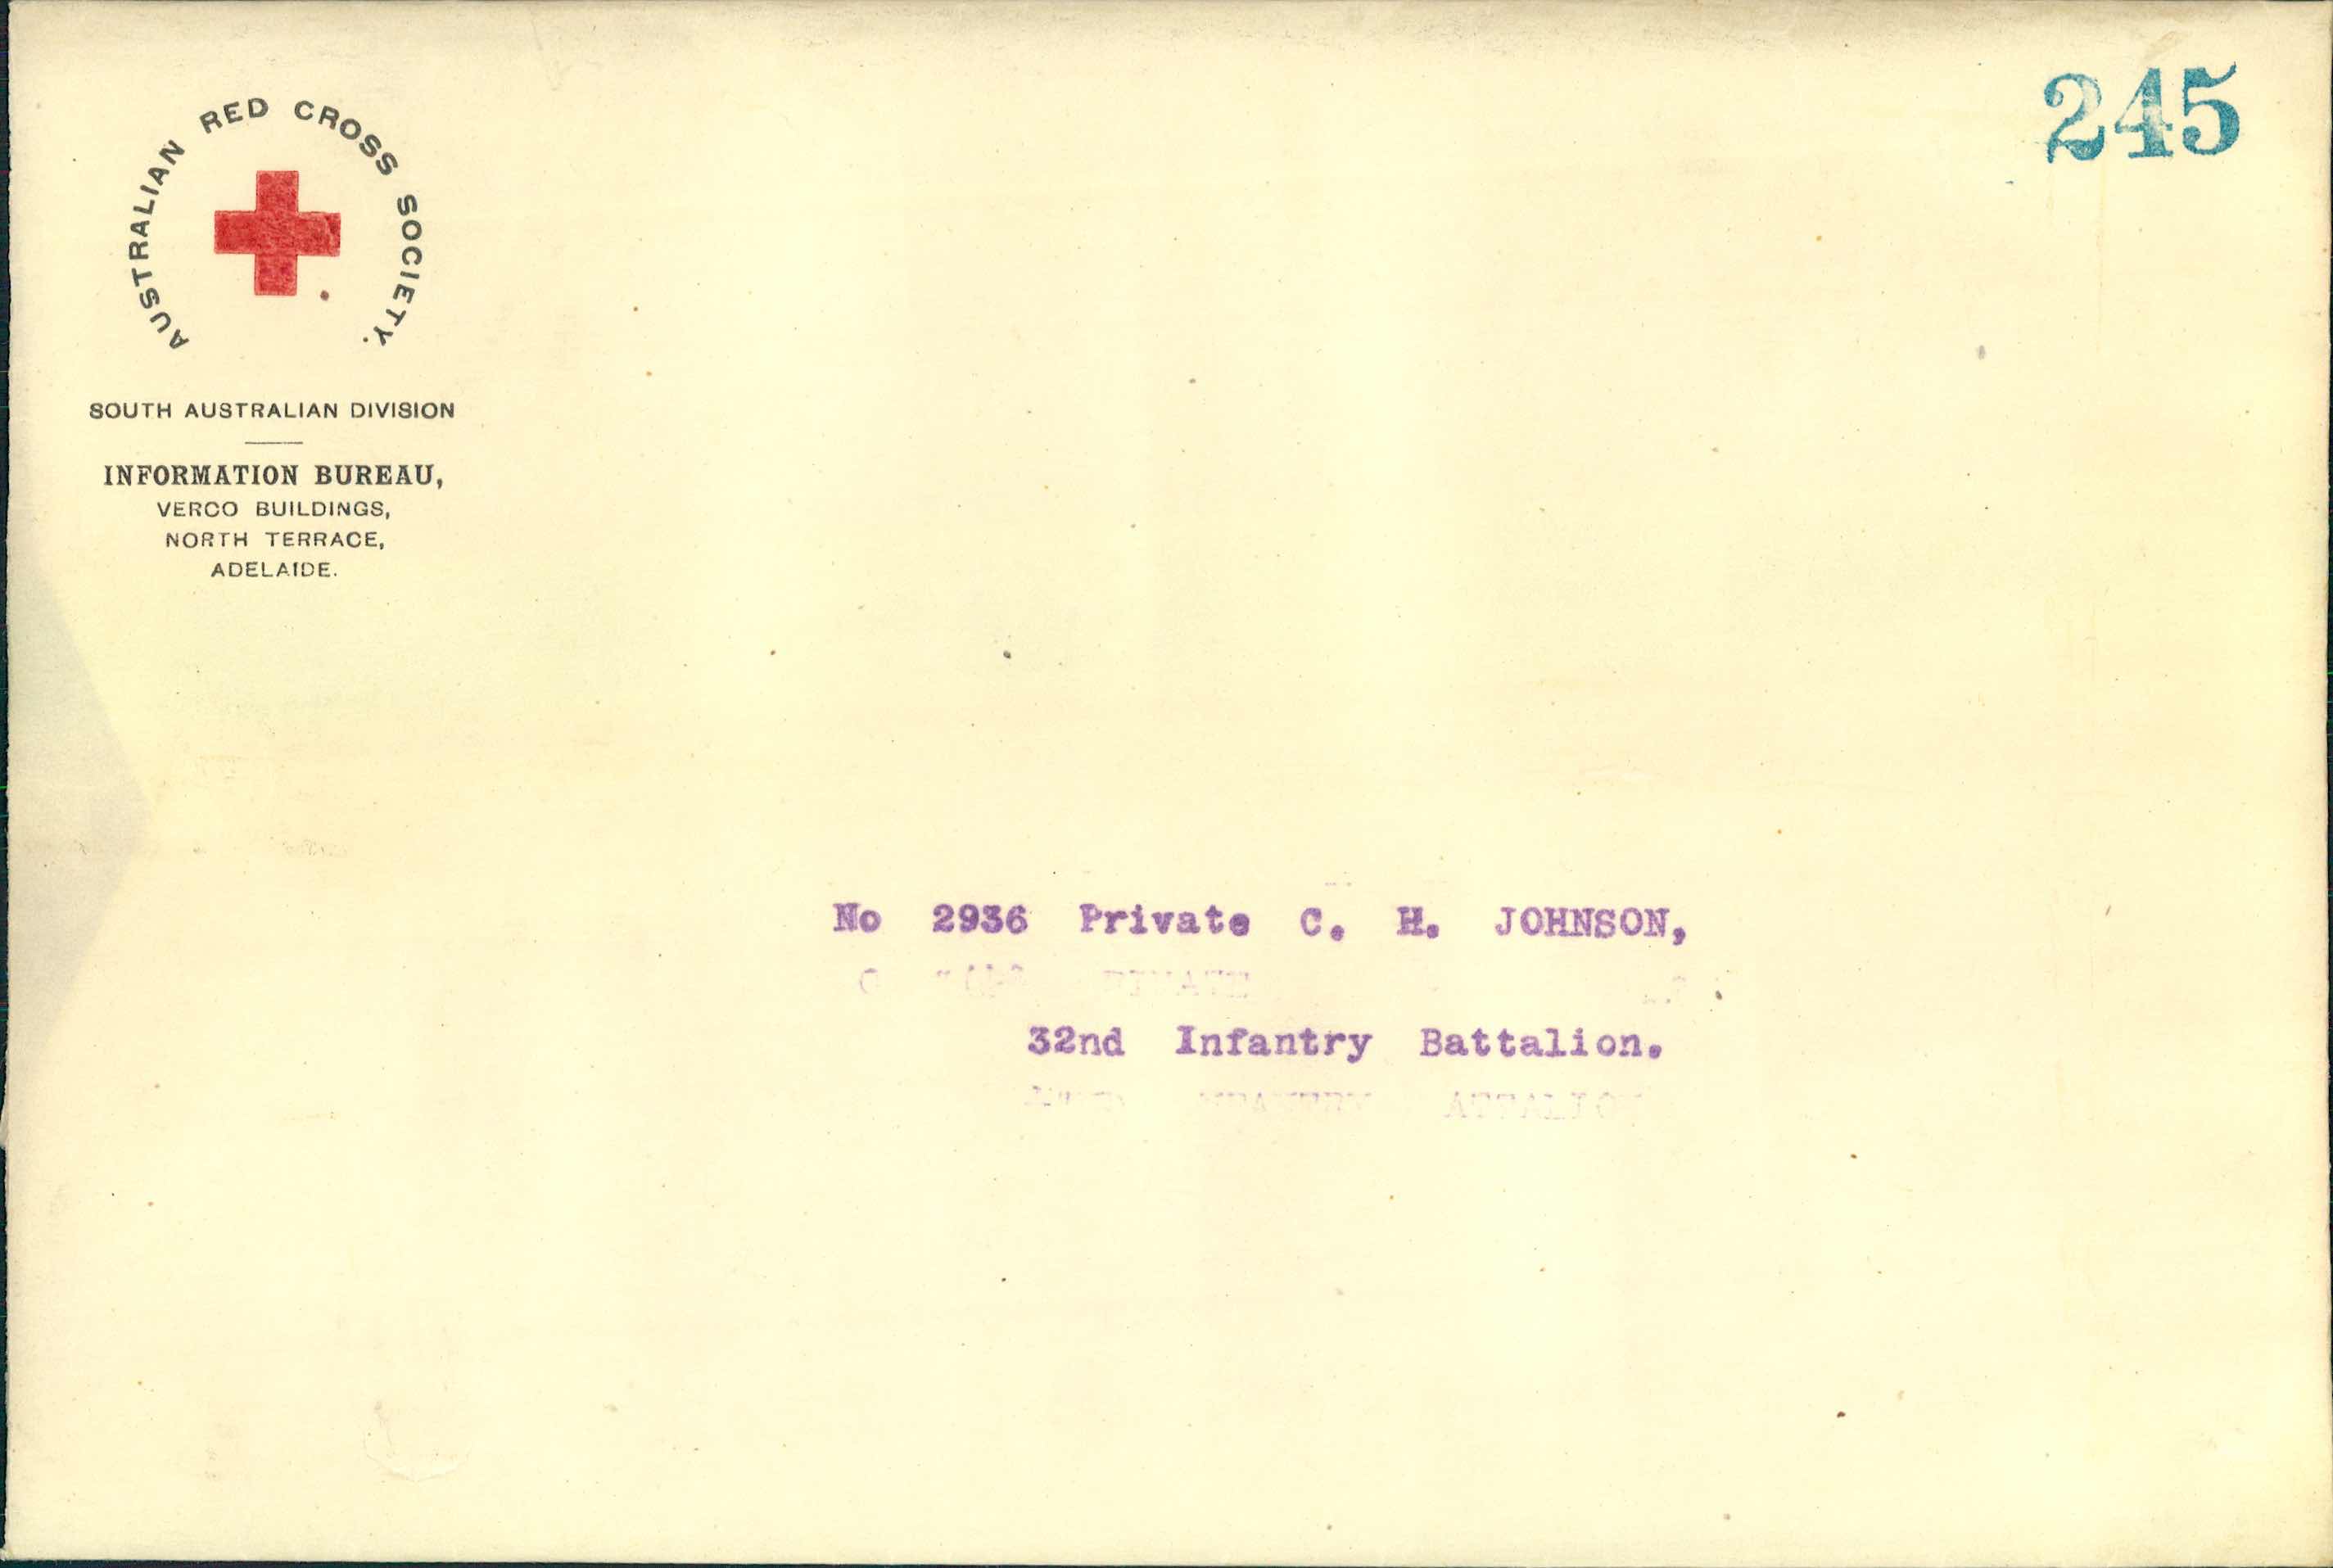 AUSTRALIAN RED CROSS SOCIETY.
245
SOUTH AUSTRALIAN DIVISION
INFORMATION BUREAU,
VERCO BUILDINGS,
NORTH TERRACE,
ADELAIDE.
No 2936 Private C. H. JOHNSON,
32nd Infantry Battalion.